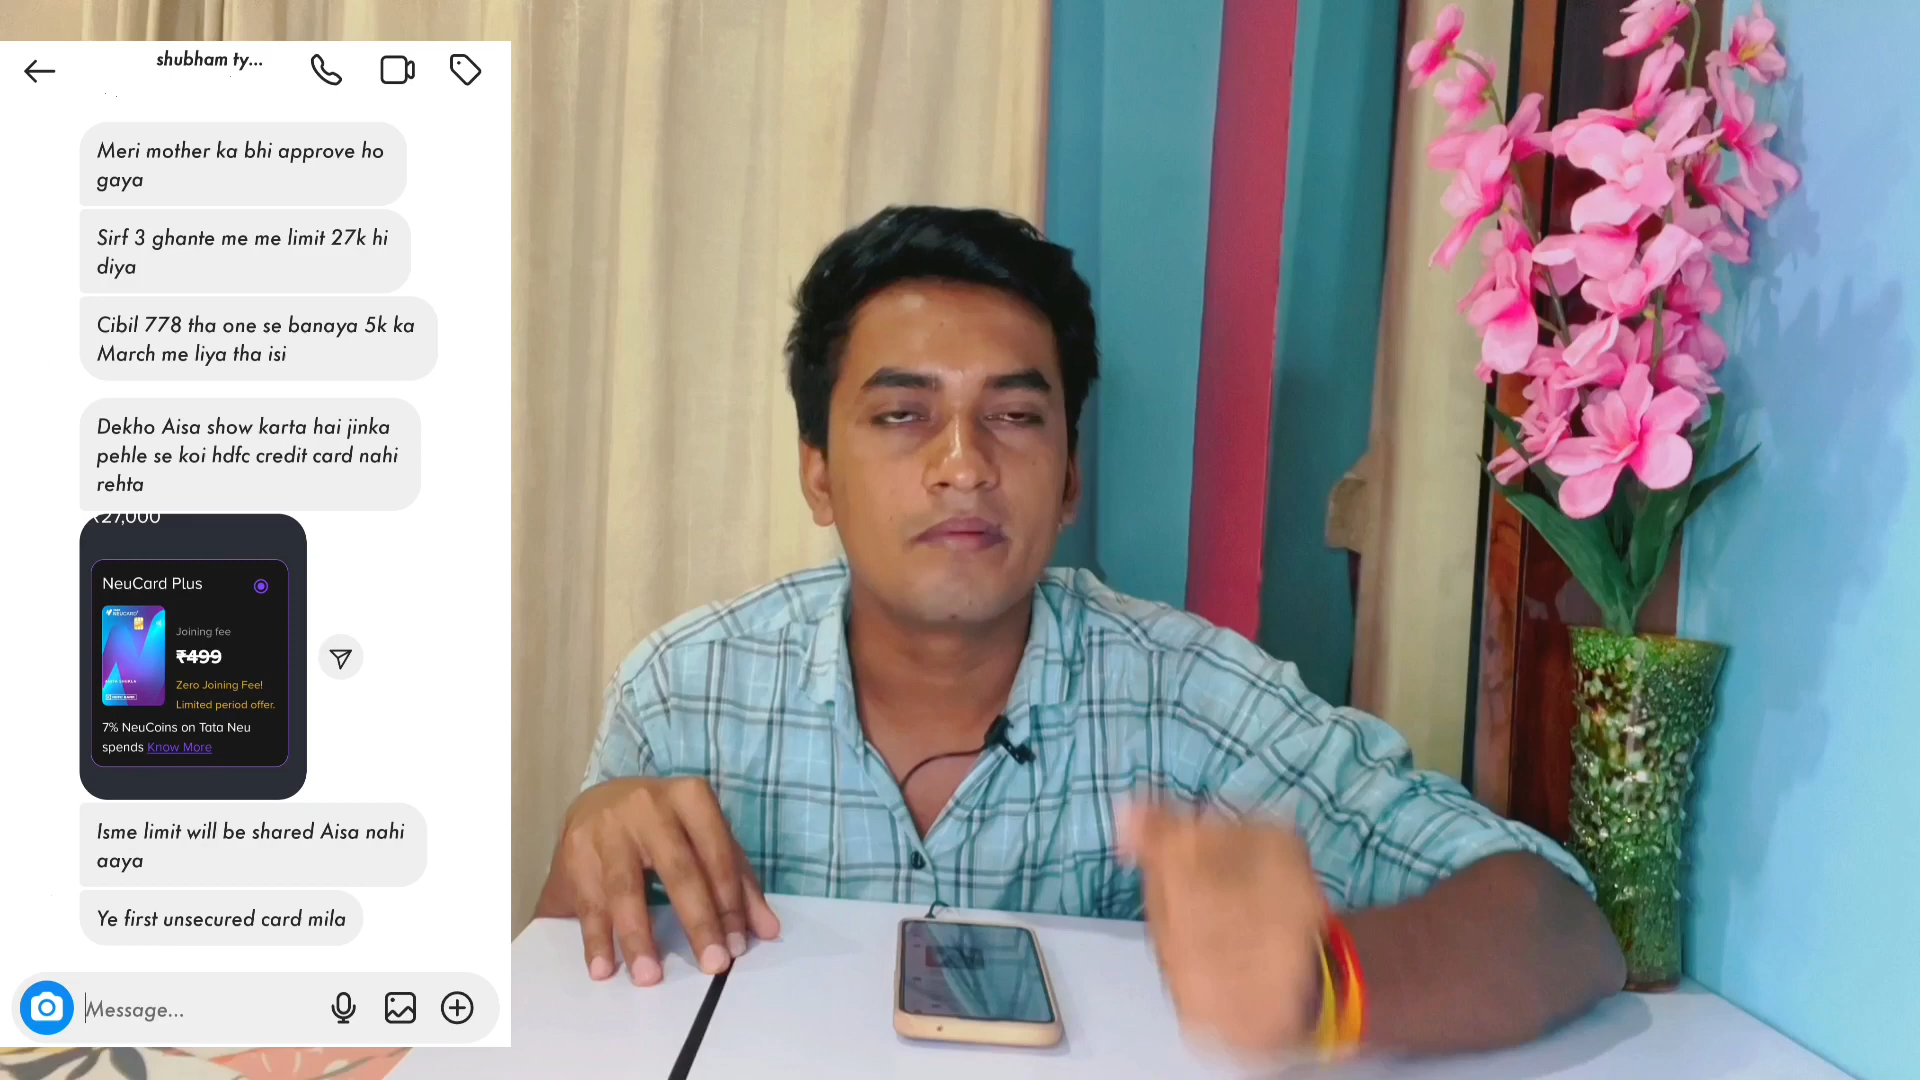 shubham ty...
Meri mother ka bhi approve ho
gaya
Sirf 3 ghante me me limit 27k hi
diya
Cibil 778 tha one se banaya 5k ka
March me liya tha isi
Dekho Aisa show karta hai jinka
pehle se koi hdfc credit card nahi
rehta
₹27,000
NeuCard Plus
Joining fee
₹499
Zero Joining Fee!
Limited period offer.
7% NeuCoins on Tata Neu
spends Know More
Isme limit will be shared Aisa nahi
aaya
Ye first unsecured card mila
Message...